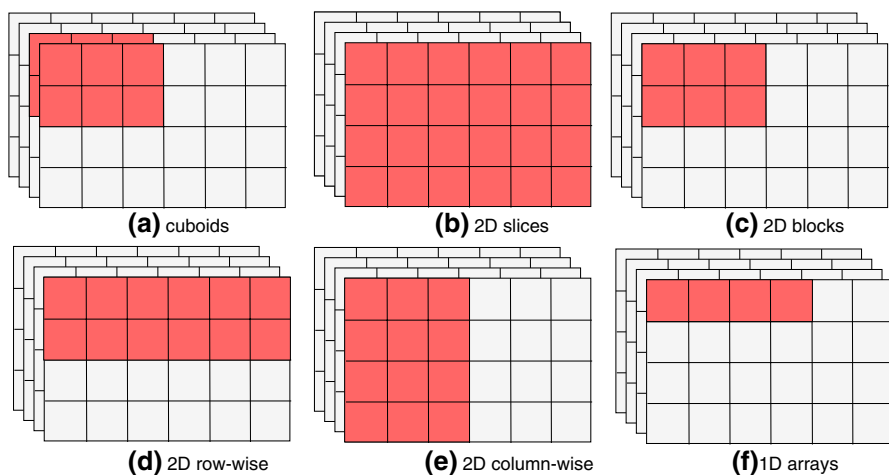 (a) cuboids
(b) 2D slices
(c) 2D blocks
(d) 2D row-wise
(e) 2D column-wise
(f) 1D arrays